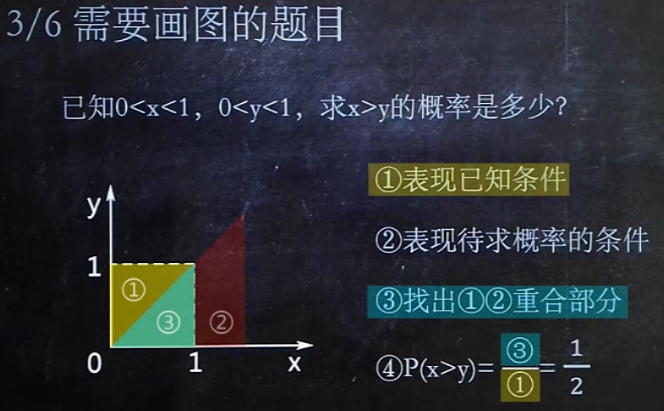 3/6 需要画图的题目
已知0<x<1，0<y<1，求x>y的概率是多少？
①表现已知条件
②表现待求概率的条件
③找出①②重合部分
④P(x>y)=③/①=1/2
y
1
①
③
②
0
1
x